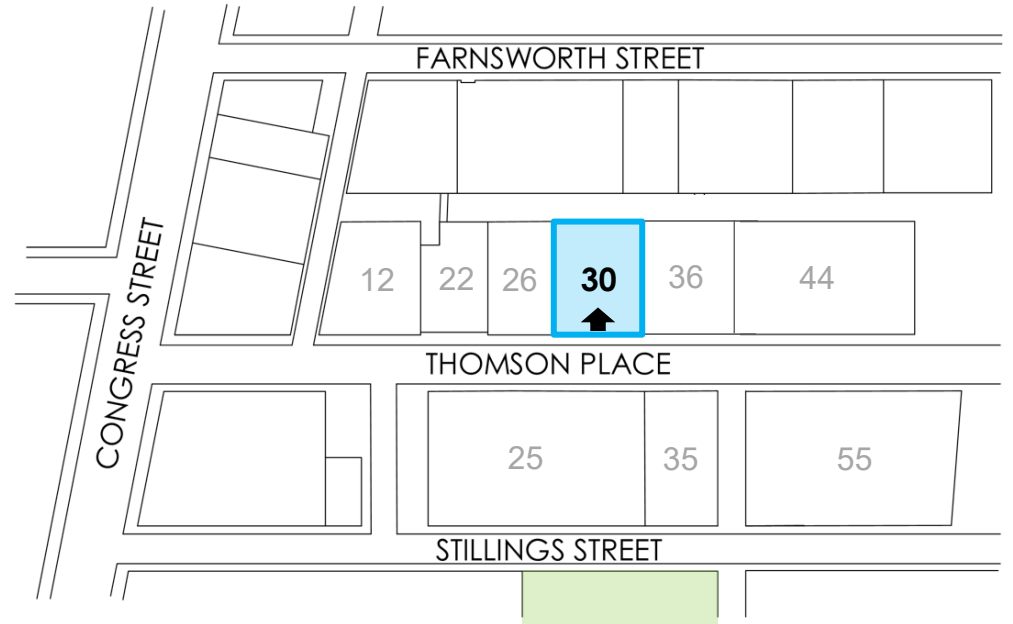 FARNSWORTH STREET
CONGRESS STREET
12
22
26
30
36
44
THOMSON PLACE
25
35
55
STILLINGS STREET